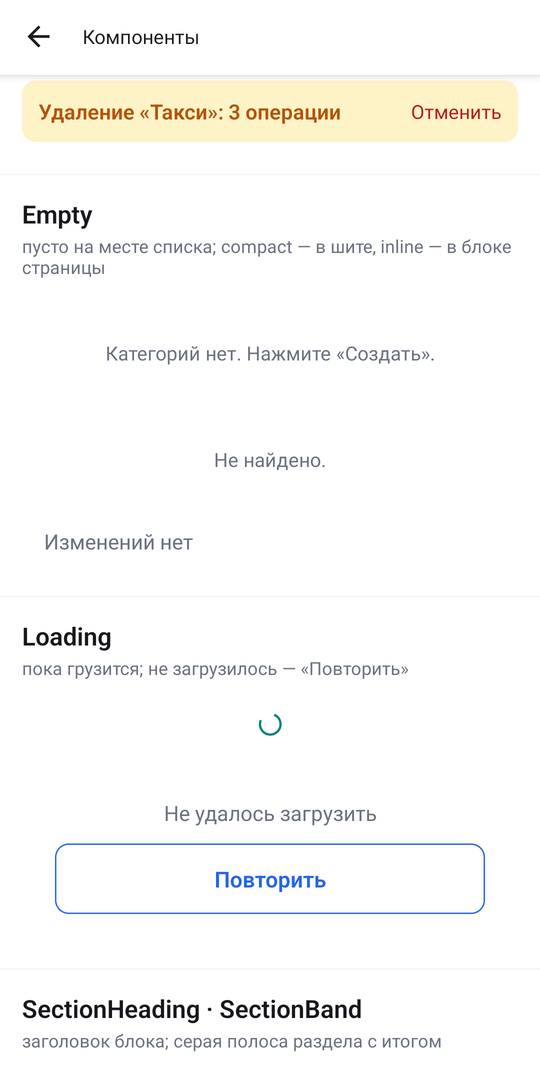 Компоненты
Удаление «Такси»: 3 операции Отменить
Empty
пусто на месте списка; compact — в шите, inline — в блоке
страницы
Категорий нет. Нажмите «Создать».
Не найдено.
Изменений нет
Loading
пока грузится; не загрузилось — «Повторить»
Не удалось загрузить
Повторить
SectionHeading · SectionBand
заголовок блока; серая полоса раздела с итогом